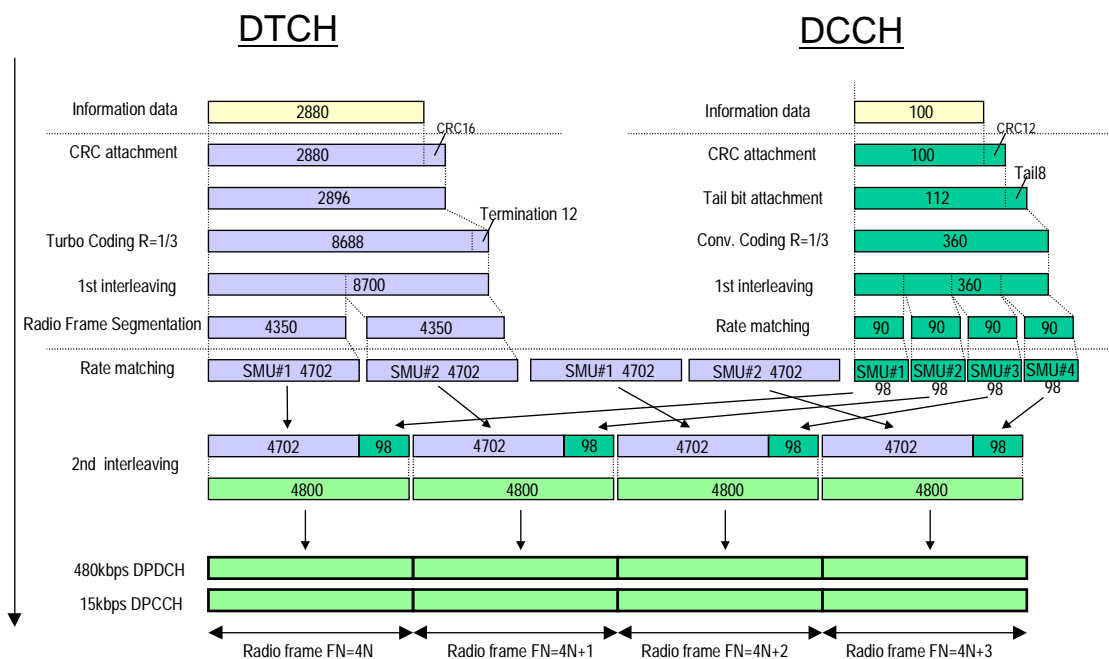 DTCH DCCH
Information data 2880 Information data 100
CRC16 CRC12
CRC attachment 2880 CRC attachment 100
Tail8
2896 Tail bit attachment 112
Termination 12
Turbo Coding R=1/3 8688 Conv. Coding R=1/3 360
1st interleaving 8700 1st interleaving 360
Radio Frame Segmentation 4350 4350 Rate matching 90 90 90 90
Rate matching SMU#1 4702 SMU#2 4702 SMU#1 4702 SMU#2 4702 SMU#1 SMU#2 SMU#3 SMU#4
98 98 98 98
4702 98 4702 98 4702 98 4702 98
2nd interleaving
4800 4800 4800 4800
480kbps DPDCH
15kbps DPCCH
Radio frame FN=4N Radio frame FN=4N+1 Radio frame FN=4N+2 Radio frame FN=4N+3